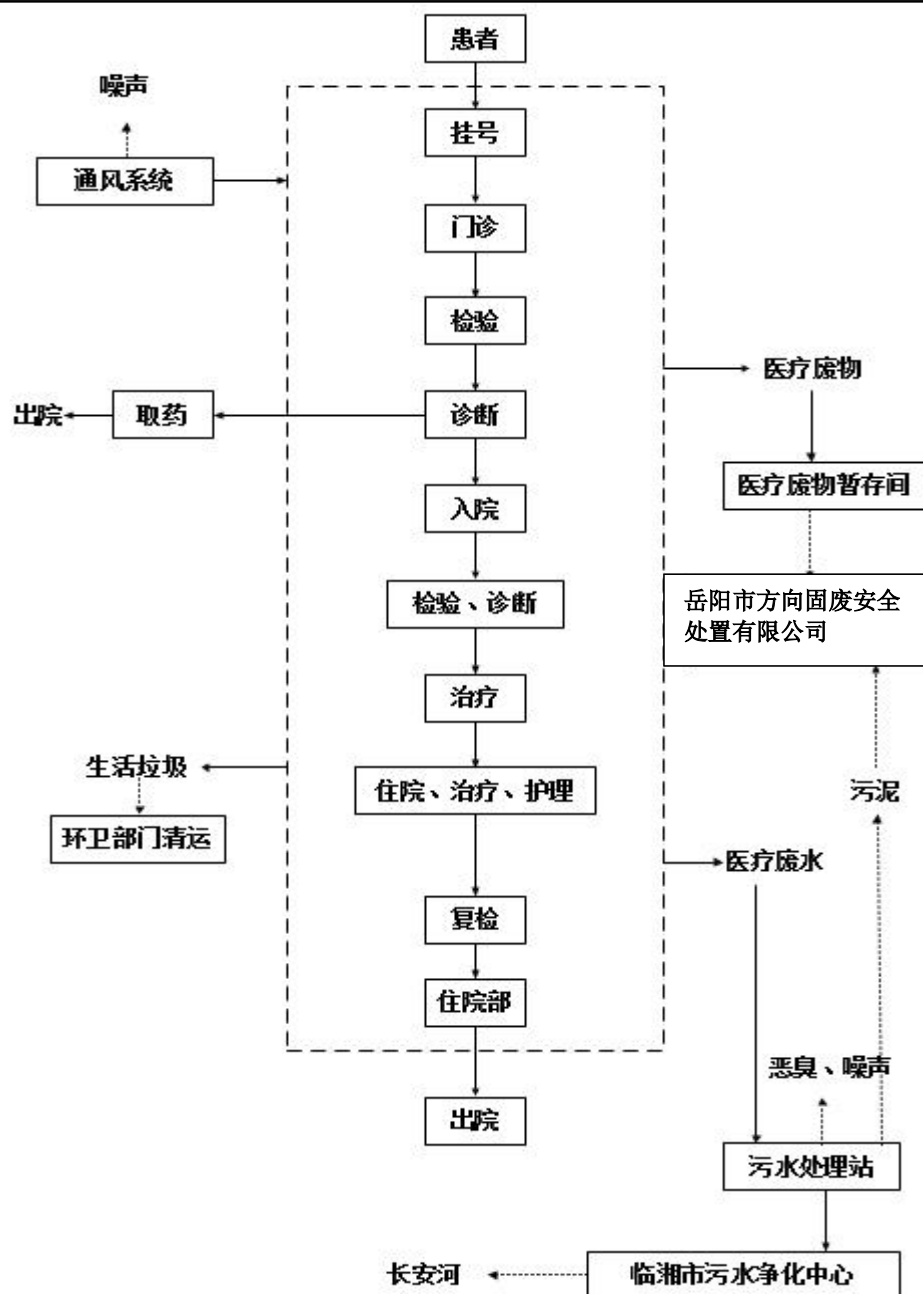 患者
噪声
挂号
通风系统
门诊
检验
医疗废物
出院
取药
诊断
医疗废物暂存间
入院
检验、诊断
岳阳市方向固废安全
处置有限公司
治疗
生活垃圾
住院、治疗、护理
污泥
环卫部门清运
医疗废水
复检
住院部
恶臭、噪声
出院
污水处理站
长安河
临湘市污水净化中心